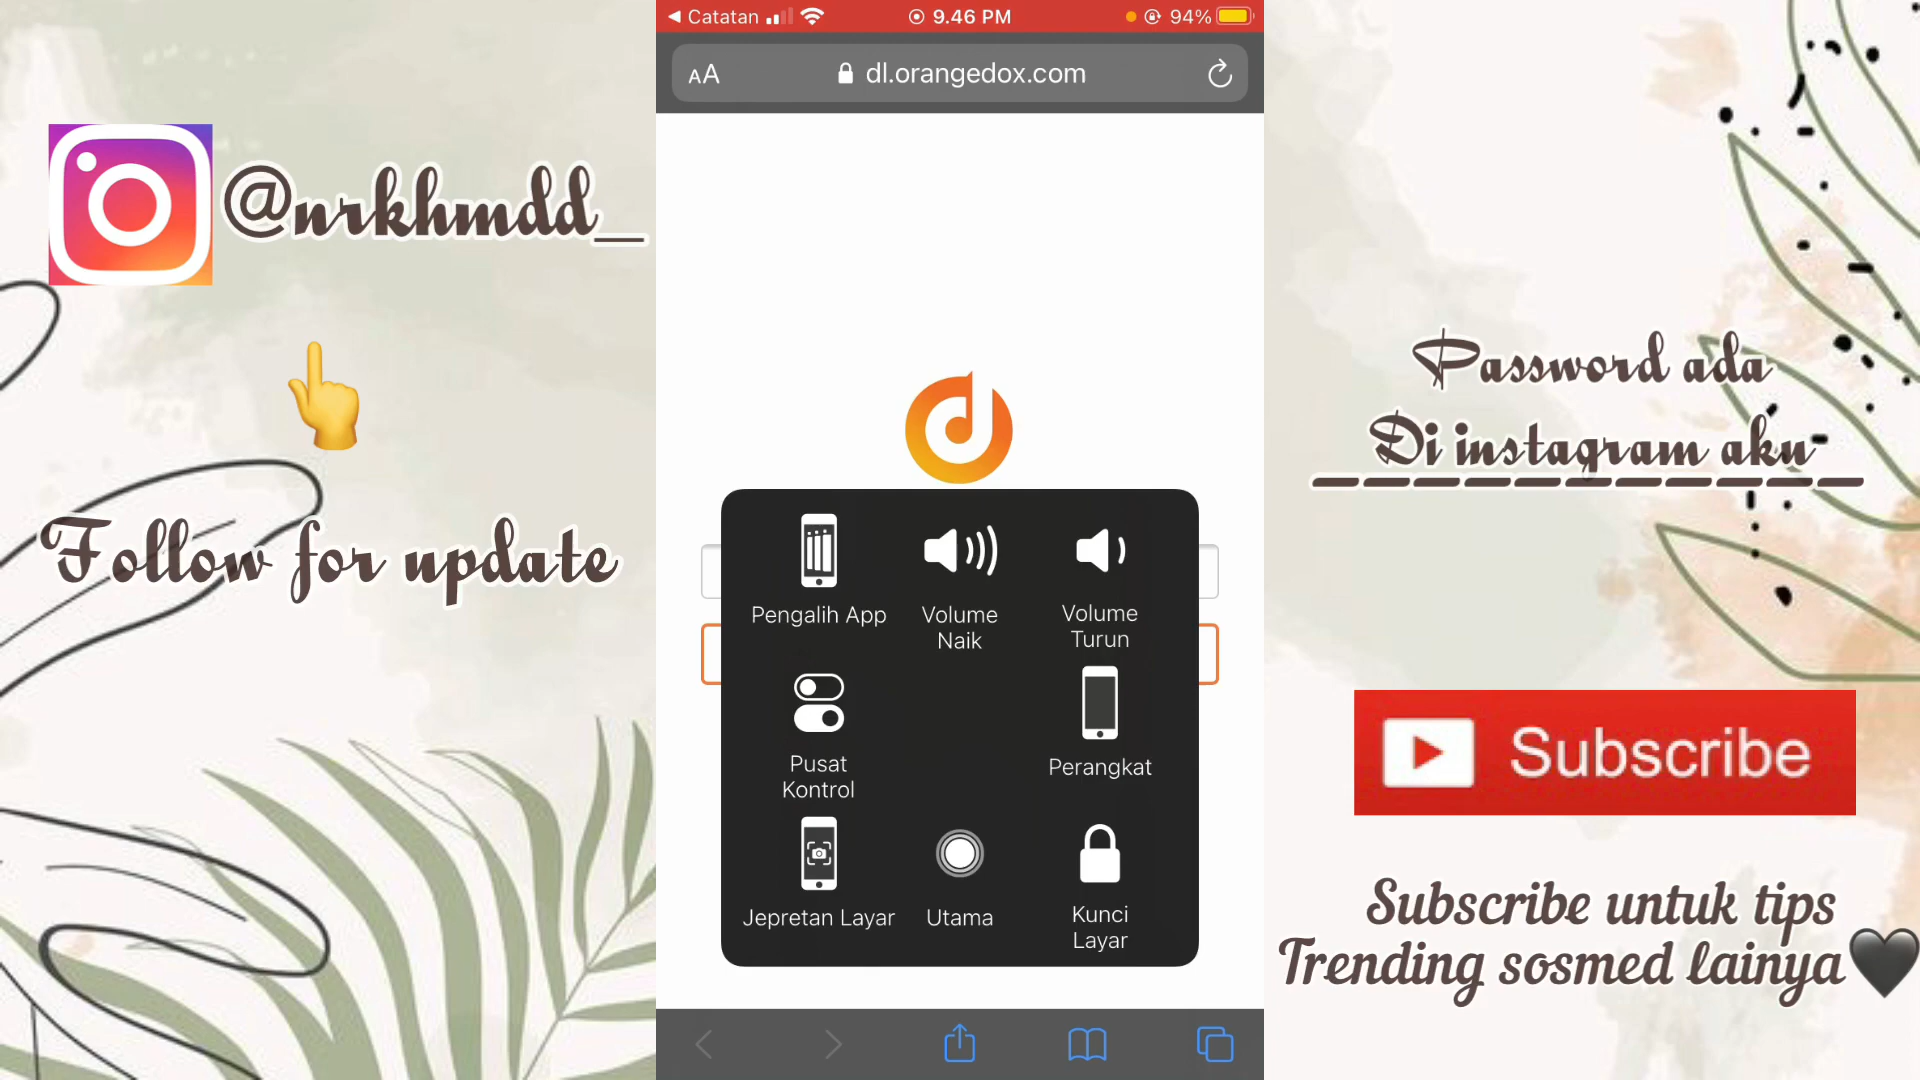 @nrkhmdd_
Follow for update
Catatan
9.46 PM
94%
AA
dl.orangedox.com
Pengalih App
Volume
Naik
Volume
Turun
Pusat
Kontrol
Perangkat
Jepretan Layar
Utama
Kunci
Layar
Password ada
Di instagram aku
Subscribe
Subscribe untuk tips
Trending sosmed lainya